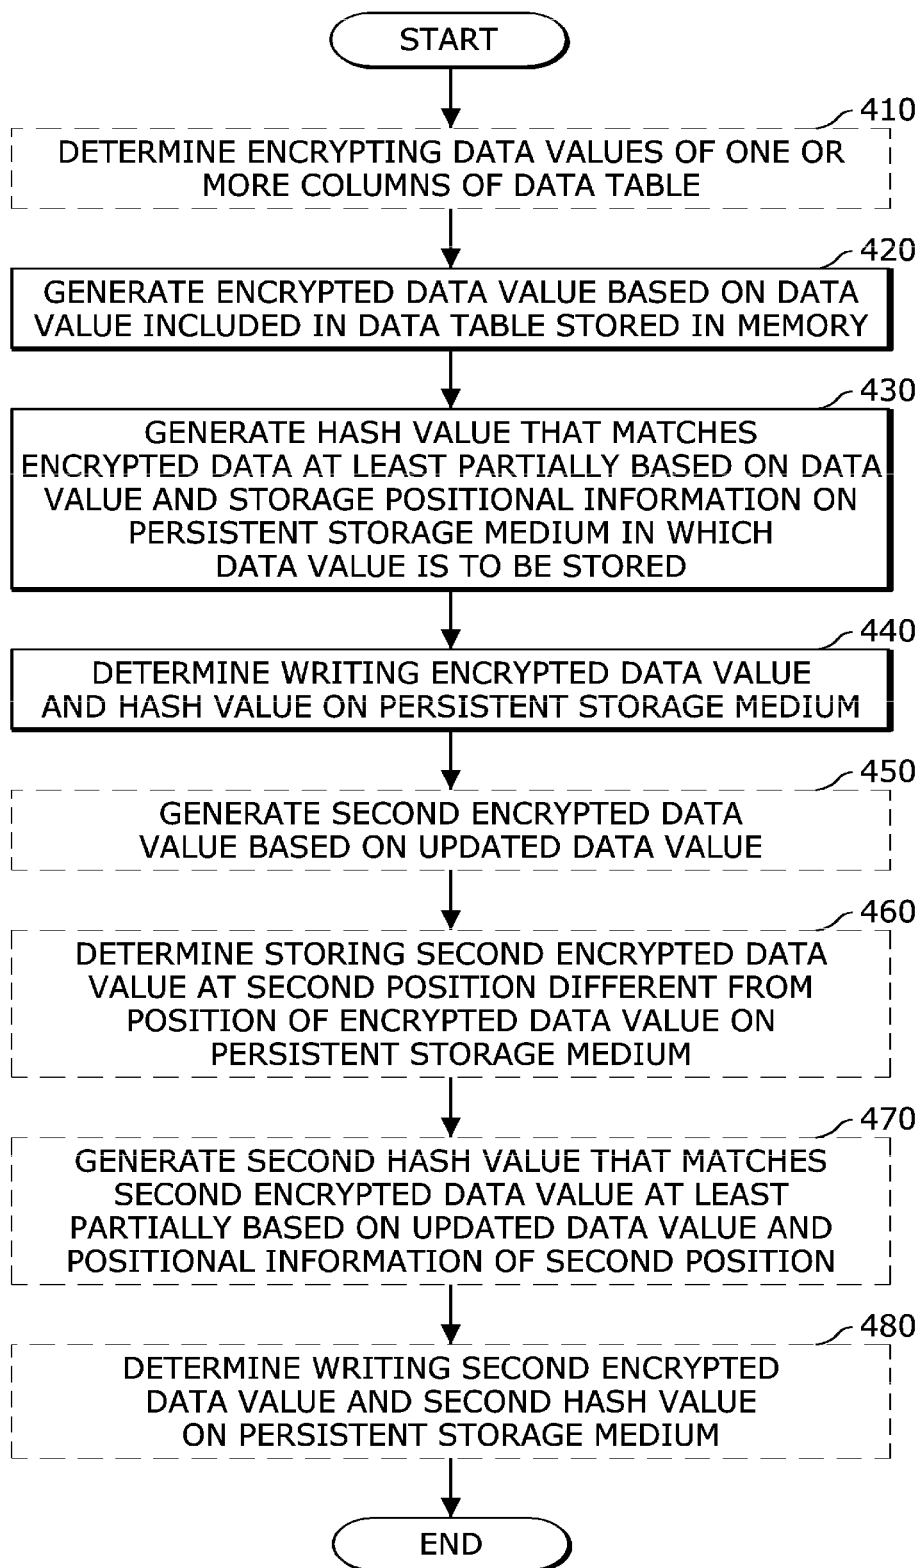 START
410
DETERMINE ENCRYPTING DATA VALUES OF ONE OR
MORE COLUMNS OF DATA TABLE
420
GENERATE ENCRYPTED DATA VALUE BASED ON DATA
VALUE INCLUDED IN DATA TABLE STORED IN MEMORY
430
GENERATE HASH VALUE THAT MATCHES
ENCRYPTED DATA AT LEAST PARTIALLY BASED ON DATA
VALUE AND STORAGE POSITIONAL INFORMATION ON
PERSISTENT STORAGE MEDIUM IN WHICH
DATA VALUE IS TO BE STORED
440
DETERMINE WRITING ENCRYPTED DATA VALUE
AND HASH VALUE ON PERSISTENT STORAGE MEDIUM
450
GENERATE SECOND ENCRYPTED DATA
VALUE BASED ON UPDATED DATA VALUE
460
DETERMINE STORING SECOND ENCRYPTED DATA
VALUE AT SECOND POSITION DIFFERENT FROM
POSITION OF ENCRYPTED DATA VALUE ON
PERSISTENT STORAGE MEDIUM
470
GENERATE SECOND HASH VALUE THAT MATCHES
SECOND ENCRYPTED DATA VALUE AT LEAST
PARTIALLY BASED ON UPDATED DATA VALUE AND
POSITIONAL INFORMATION OF SECOND POSITION
480
DETERMINE WRITING SECOND ENCRYPTED
DATA VALUE AND SECOND HASH VALUE
ON PERSISTENT STORAGE MEDIUM
END